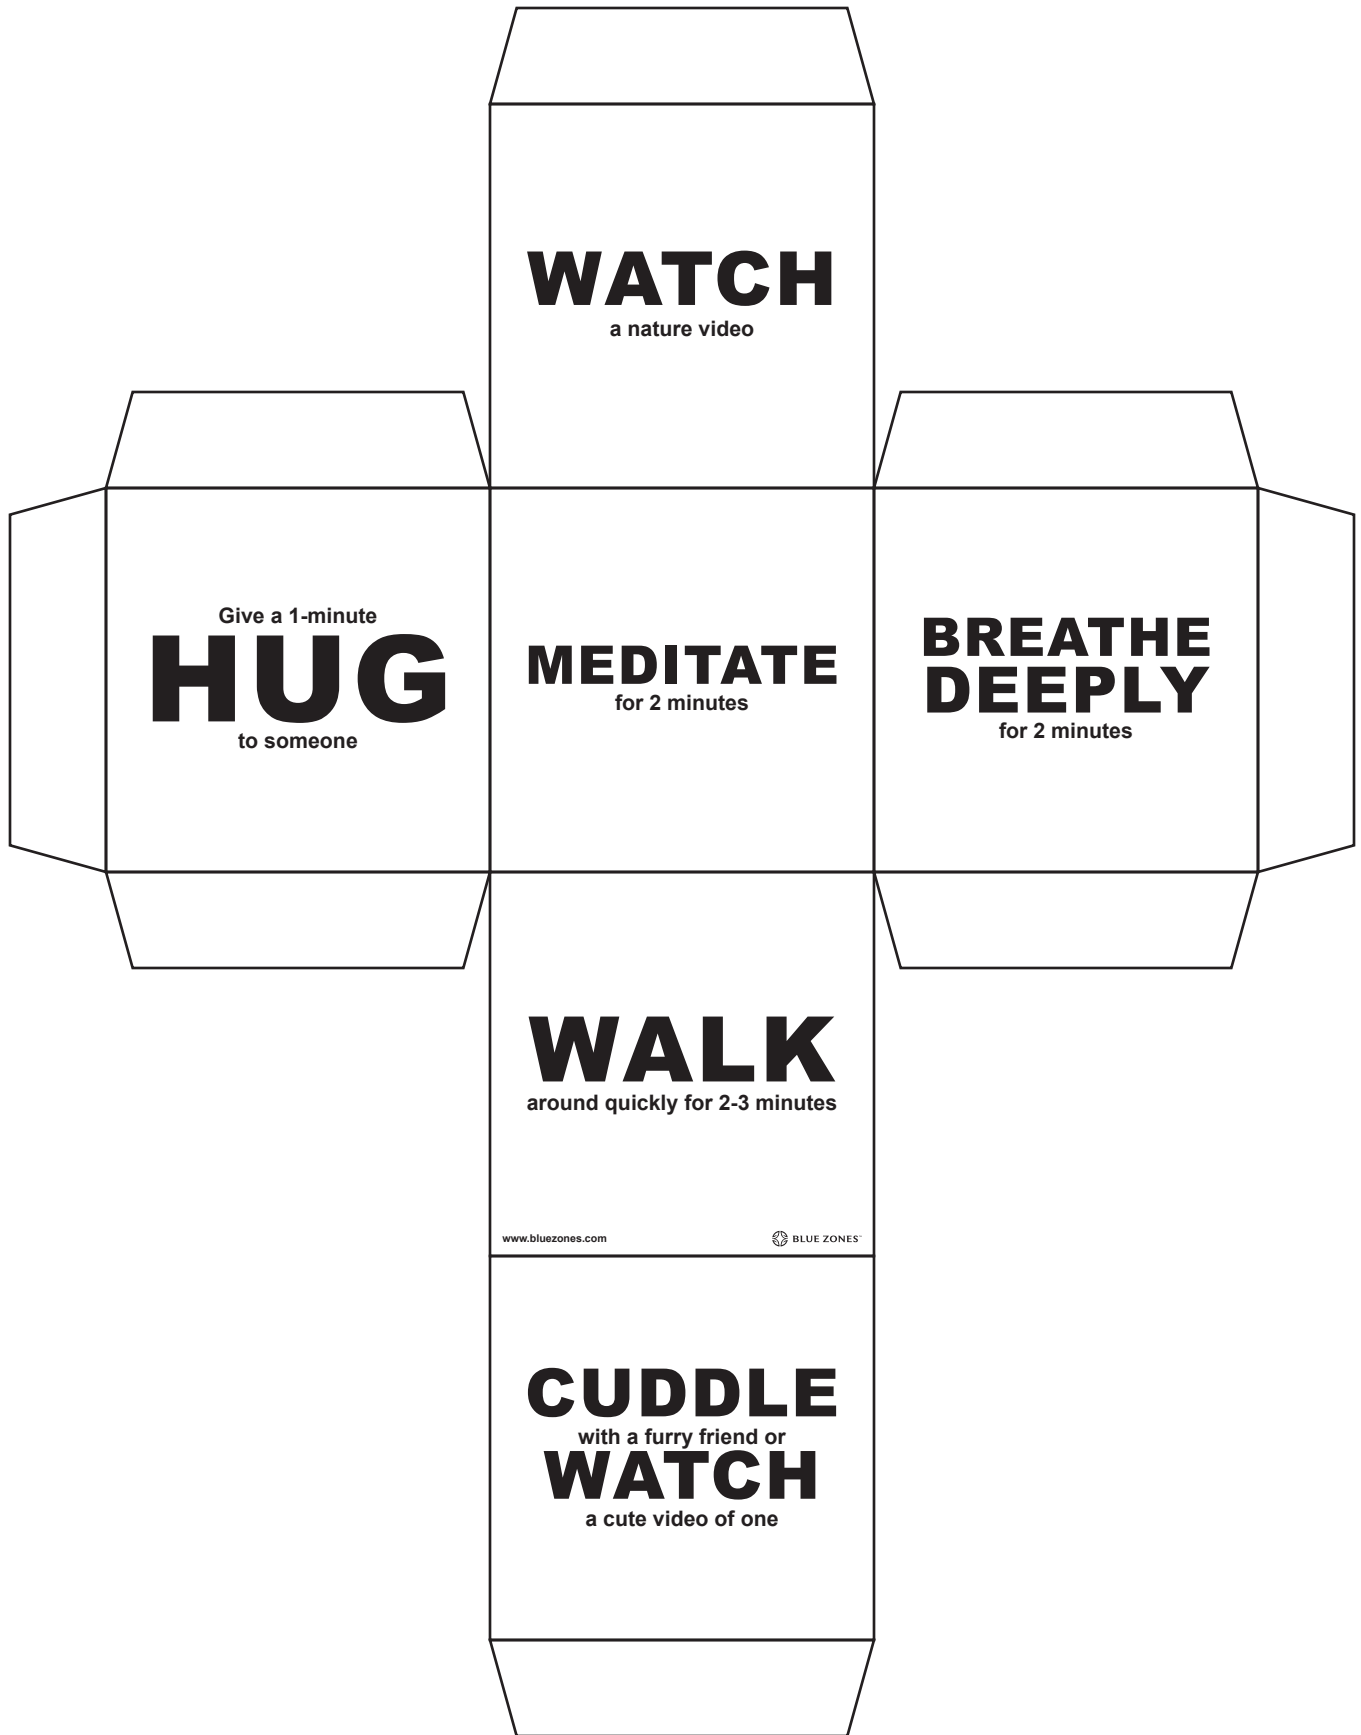 WATCH
a nature video
Give a 1-minute
HUG
to someone
MEDITATE
for 2 minutes
BREATHE
DEEPLY
for 2 minutes
WALK
around quickly for 2-3 minutes
www.bluezones.com
BLUE ZONES™
CUDDLE
with a furry friend or
WATCH
a cute video of one